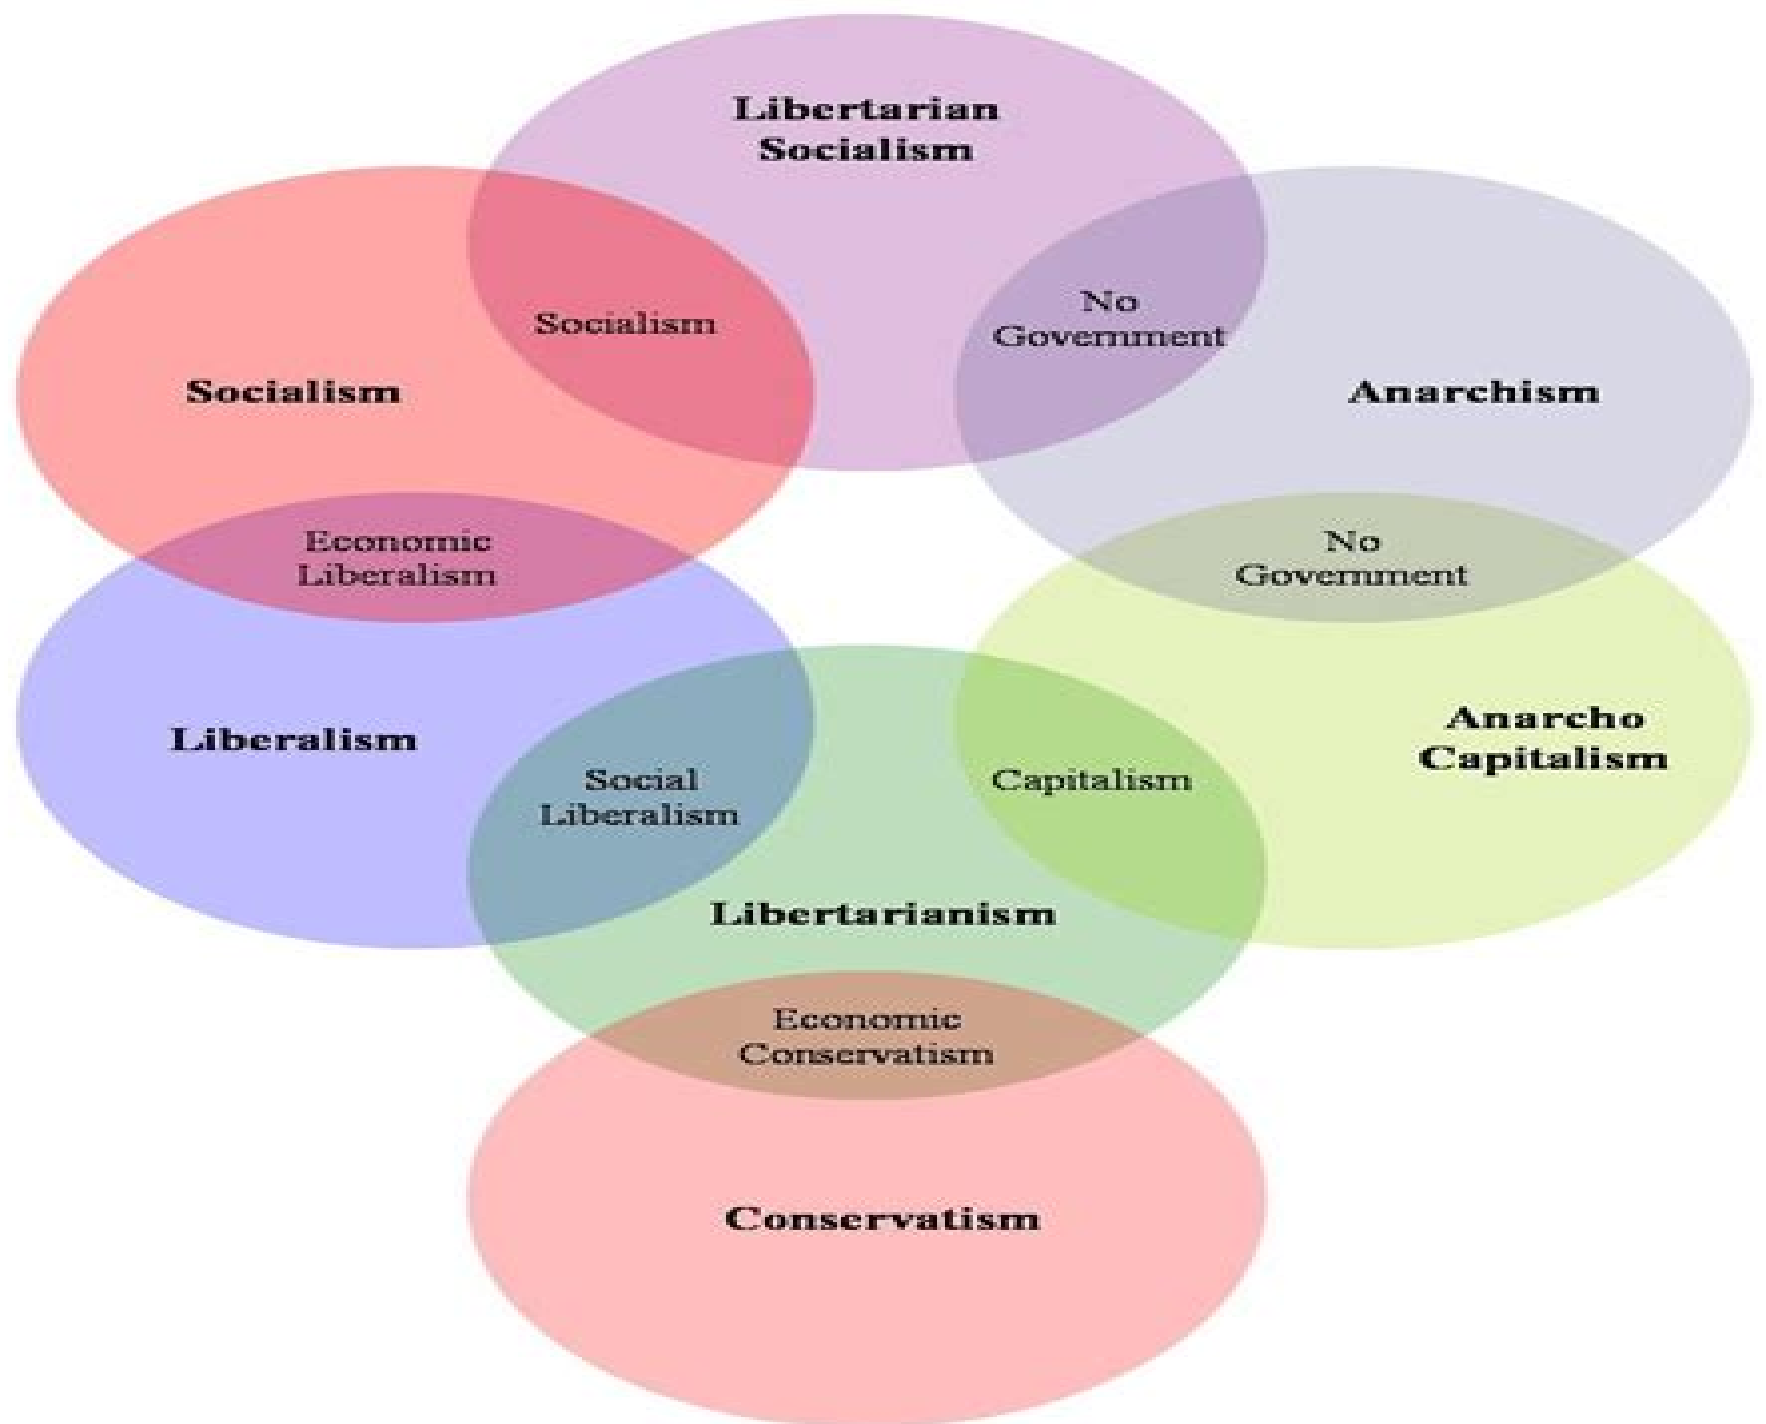 Libertarian
Socialism
Socialism
No
Government
Socialism
Anarchism
Economic
Liberalism
No
Government
Liberalism
Anarcho
Capitalism
Social
Liberalism
Capitalism
Libertarianism
Economic
Conservatism
Conservatism